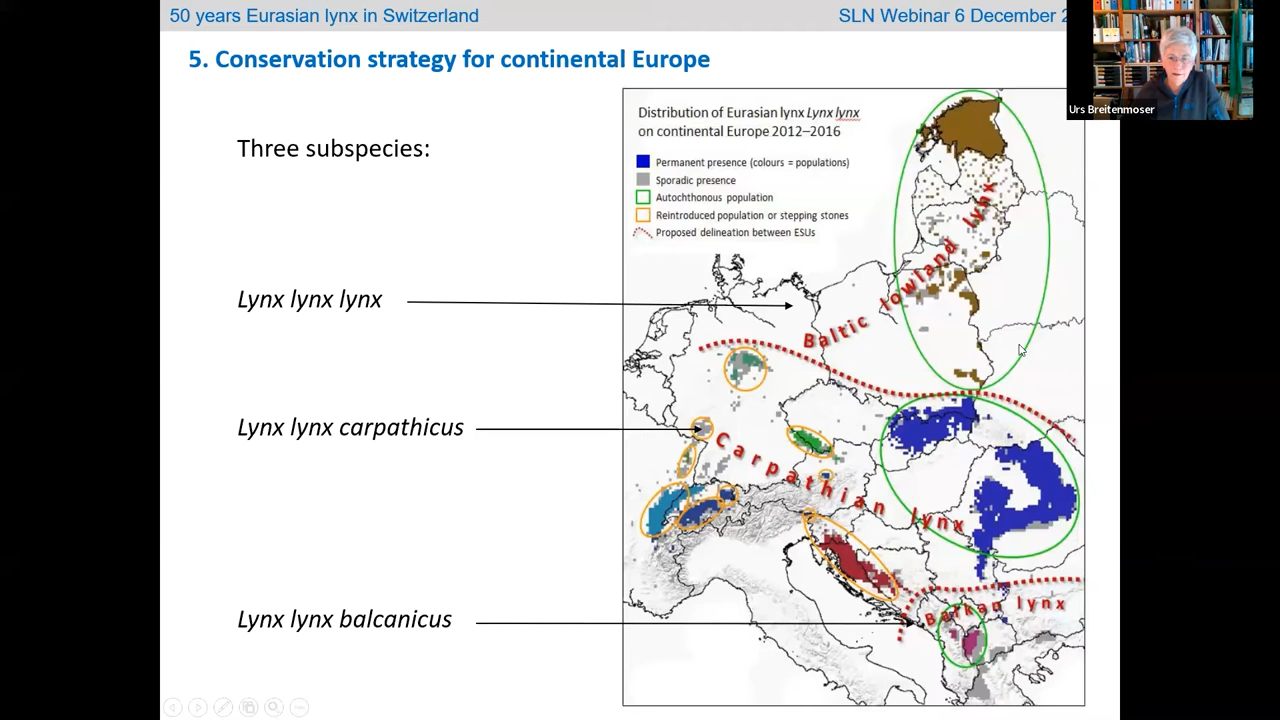 50 years Eurasian lynx in Switzerland
SLN Webinar 6 December
Urs Breitenmoser
5. Conservation strategy for continental Europe
Three subspecies:
Lynx lynx lynx
Lynx lynx carpathicus
Lynx lynx balcanicus
Distribution of Eurasian lynx Lynx lynx
on continental Europe 2012–2016
Permanent presence (colours = populations)
Sporadic presence
Autochthonous population
Reintroduced population or stepping stones
Proposed delineation between ESUs
Baltic lowland lynx
Carpathian lynx
Balkan lynx